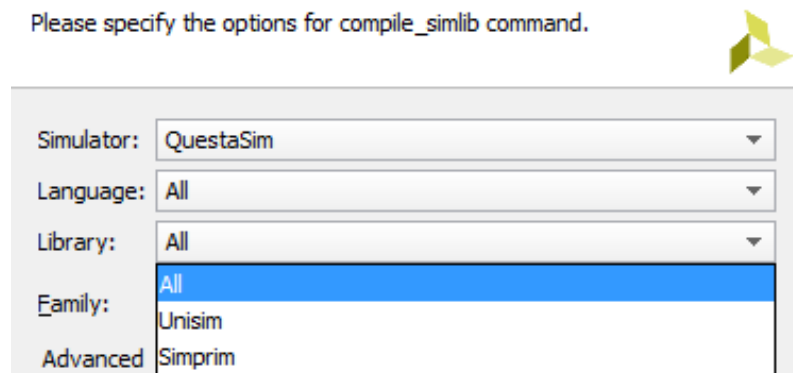 Please specify the options for compile_simlib command.
Simulator: QuestaSim
Language: All
Library: All
All
Family:
Unisim
Advanced Simprim